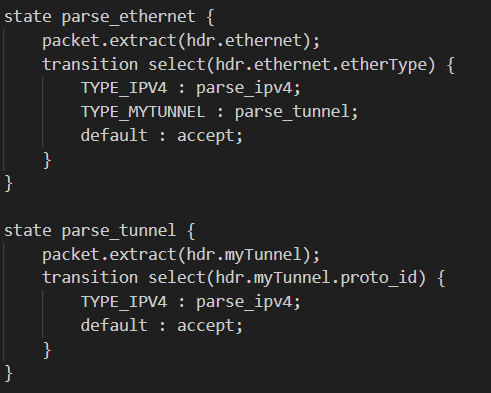 state parse_ethernet {
    packet.extract(hdr.ethernet);
    transition select(hdr.ethernet.etherType) {
        TYPE_IPV4 : parse_ipv4;
        TYPE_MYTUNNEL : parse_tunnel;
        default : accept;
    }
}

state parse_tunnel {
    packet.extract(hdr.myTunnel);
    transition select(hdr.myTunnel.proto_id) {
        TYPE_IPV4 : parse_ipv4;
        default : accept;
    }
}